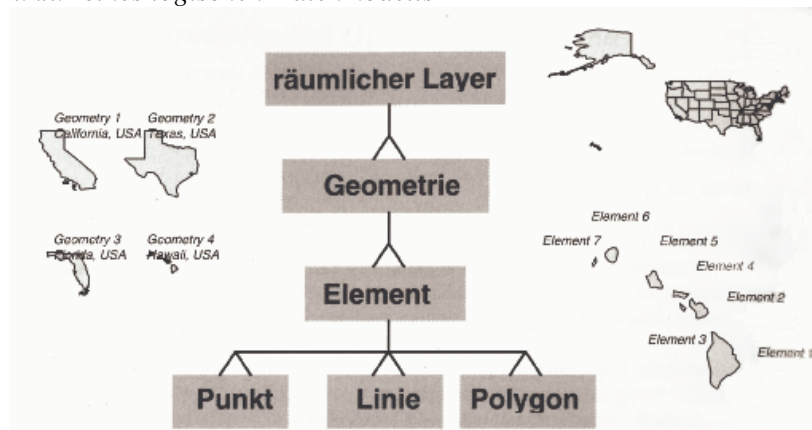 räumlicher Layer
Geometry 1
California, USA
Geometry 2
Texas, USA
Geometrie
Geometry 3
Florida, USA
Geometry 4
Hawaii, USA
Element
Element 6
Element 7
Element 5
Element 4
Element 2
Element 3
Element 1
Punkt
Linie
Polygon